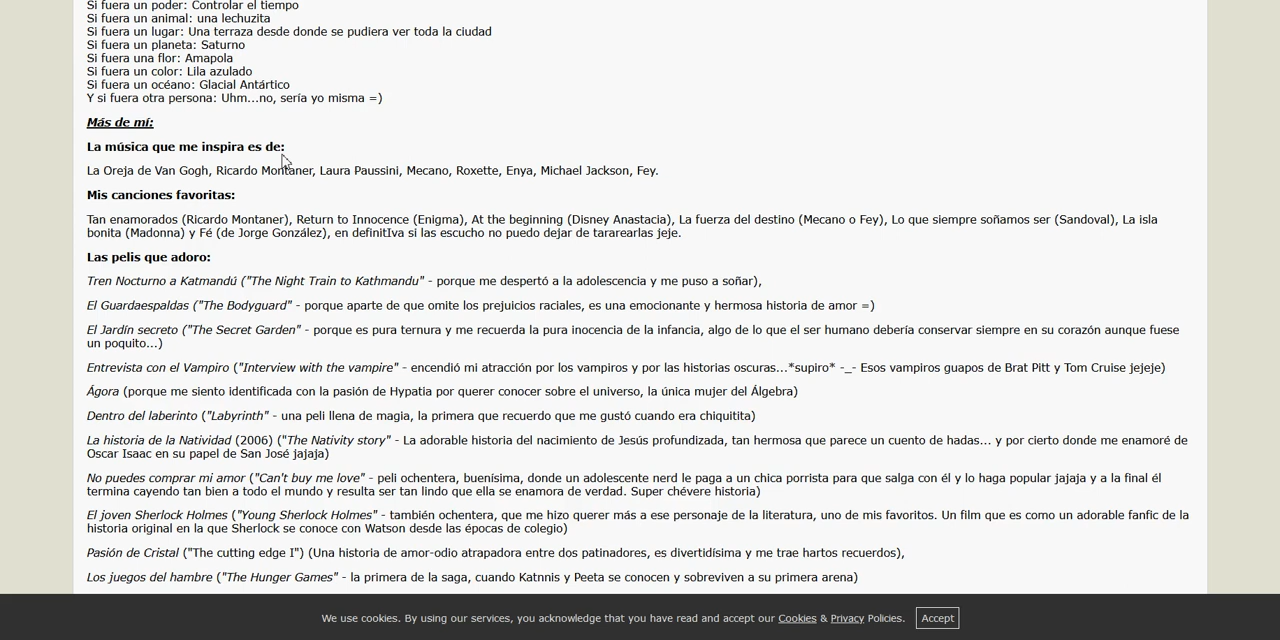 Si fuera un poder: Controlar el tiempo
Si fuera un animal: una lechuzita
Si fuera un lugar: Una terraza desde donde se pudiera ver toda la ciudad
Si fuera un planeta: Saturno
Si fuera una flor: Amapola
Si fuera un color: Lila azulado
Si fuera un océano: Glacial Antártico
Y si fuera otra persona: Uhm...no, sería yo misma =)
Más de mí:
La música que me inspira es de:
La Oreja de Van Gogh, Ricardo Montaner, Laura Paussini, Mecano, Roxette, Enya, Michael Jackson, Fey.
Mis canciones favoritas:
Tan enamorados (Ricardo Montaner), Return to Innocence (Enigma), At the beginning (Disney Anastacia), La fuerza del destino (Mecano o Fey), Lo que siempre soñamos ser (Sandoval), La isla
bonita (Madonna) y Fé (de Jorge González), en definitIva si las escucho no puedo dejar de tararearlas jeje.
Las pelis que adoro:
Tren Nocturno a Katmandú ("The Night Train to Kathmandu" - porque me despertó a la adolescencia y me puso a soñar),
El Guardaespaldas ("The Bodyguard" - porque aparte de que omite los prejuicios raciales, es una emocionante y hermosa historia de amor =)
El Jardín secreto ("The Secret Garden" - porque es pura ternura y me recuerda la pura inocencia de la infancia, algo de lo que el ser humano debería conservar siempre en su corazón aunque fuese
un poquito...)
Entrevista con el Vampiro ("Interview with the vampire" - encendió mi atracción por los vampiros y por las historias oscuras...*supiro* -_- Esos vampiros guapos de Brat Pitt y Tom Cruise jejeje)
Ágora (porque me siento identificada con la pasión de Hypatia por querer conocer sobre el universo, la única mujer del Álgebra)
Dentro del laberinto ("Labyrinth" - una peli llena de magia, la primera que recuerdo que me gustó cuando era chiquitita)
La historia de la Natividad (2006) ("The Nativity story" - La adorable historia del nacimiento de Jesús profundizada, tan hermosa que parece un cuento de hadas... y por cierto donde me enamoré de
Oscar Isaac en su papel de San José jajaja)
No puedes comprar mi amor ("Can't buy me love" - peli ochentera, buenísima, donde un adolescente nerd le paga a un chica porrista para que salga con él y lo haga popular jajaja y a la final él
termina cayendo tan bien a todo el mundo y resulta ser tan lindo que ella se enamora de verdad. Super chévere historia)
El joven Sherlock Holmes ("Young Sherlock Holmes" - también ochentera, que me hizo querer más a ese personaje de la literatura, uno de mis favoritos. Un film que es como un adorable fanfic de la
historia original en la que Sherlock se conoce con Watson desde las épocas de colegio)
Pasión de Cristal ("The cutting edge I") (Una historia de amor-odio atrapadora entre dos patinadores, es divertidísima y me trae hartos recuerdos),
Los juegos del hambre ("The Hunger Games" - la primera de la saga, cuando Katnnis y Peeta se conocen y sobreviven a su primera arena)
We use cookies. By using our services, you acknowledge that you have read and accept our Cookies & Privacy Policies. Accept